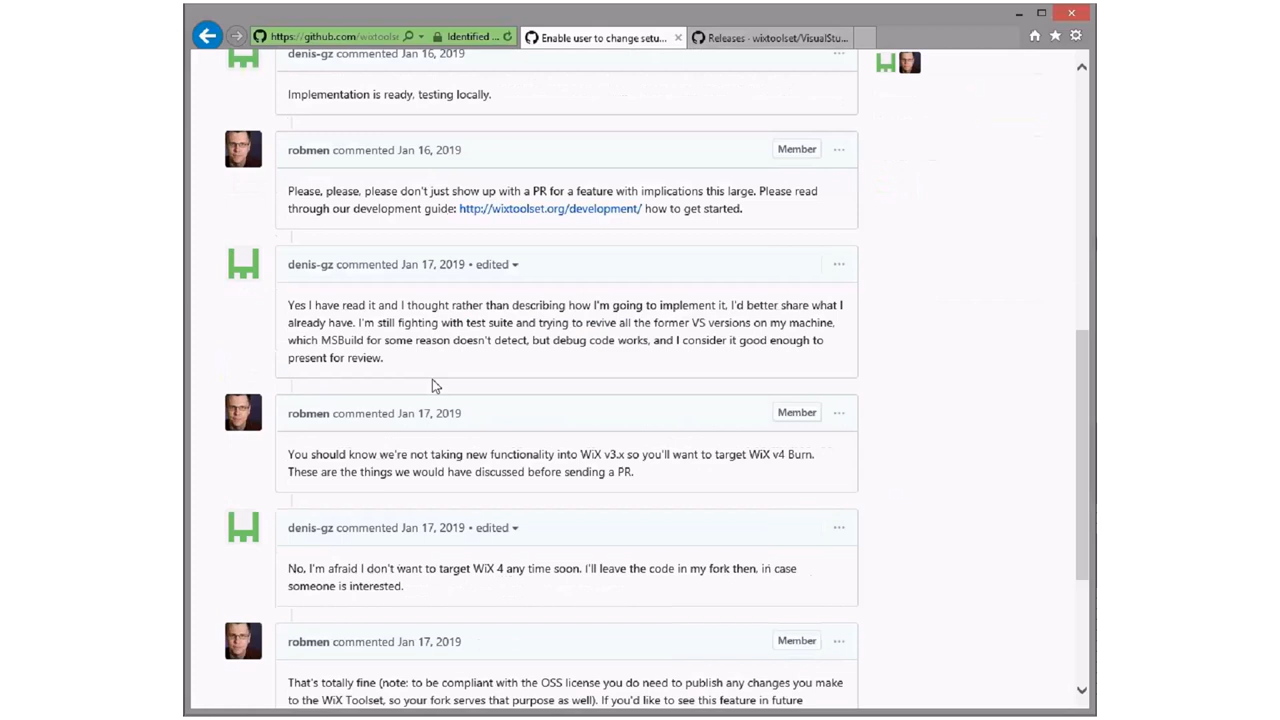 https://github.com/wixtools
Identified ...
Enable user to change setu...
Releases - wixtoolset/VisualStu...
denis-gz commented Jan 16, 2019
Implementation is ready, testing locally.
robmen commented Jan 16, 2019
Member
Please, please, please don't just show up with a PR for a feature with implications this large. Please read
through our development guide: http://wixtoolset.org/development/ how to get started.
denis-gz commented Jan 17, 2019 • edited
Yes I have read it and I thought rather than describing how I'm going to implement it, I'd better share what I
already have. I'm still fighting with test suite and trying to revive all the former VS versions on my machine,
which MSBuild for some reason doesn't detect, but debug code works, and I consider it good enough to
present for review.
robmen commented Jan 17, 2019
Member
You should know we're not taking new functionality into WiX v3.x so you'll want to target WiX v4 Burn.
These are the things we would have discussed before sending a PR.
denis-gz commented Jan 17, 2019 • edited
No, I'm afraid I don't want to target WiX 4 any time soon. I'll leave the code in my fork then, in case
someone is interested.
robmen commented Jan 17, 2019
Member
That's totally fine (note: to be compliant with the OSS license you do need to publish any changes you make
to the WiX Toolset, so your fork serves that purpose as well). If you'd like to see this feature in future